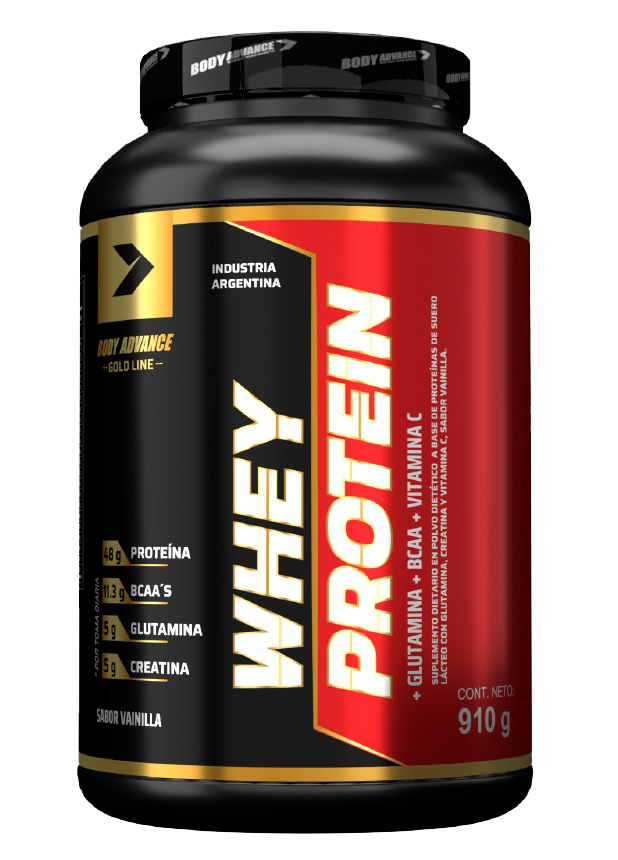 BODY ADVANCE
BODY ADVANCE
BODY ADVANCE
GOLD LINE
INDUSTRIA
ARGENTINA
WHEY
PROTEIN
+ GLUTAMINA + BCAA + VITAMINA C
SUPLEMENTO DIETARIO EN POLVO DIETÉTICO A BASE DE PROTEÍNAS DE SUERO
LÁCTEO CON GLUTAMINA, CREATINA Y VITAMINA C, SABOR VAINILLA.
48 g PROTEÍNA
11.3 g BCAA´S
5 g GLUTAMINA
5 g CREATINA
* POR TOMA DIARIA
SABOR VAINILLA
CONT. NETO:
910 g